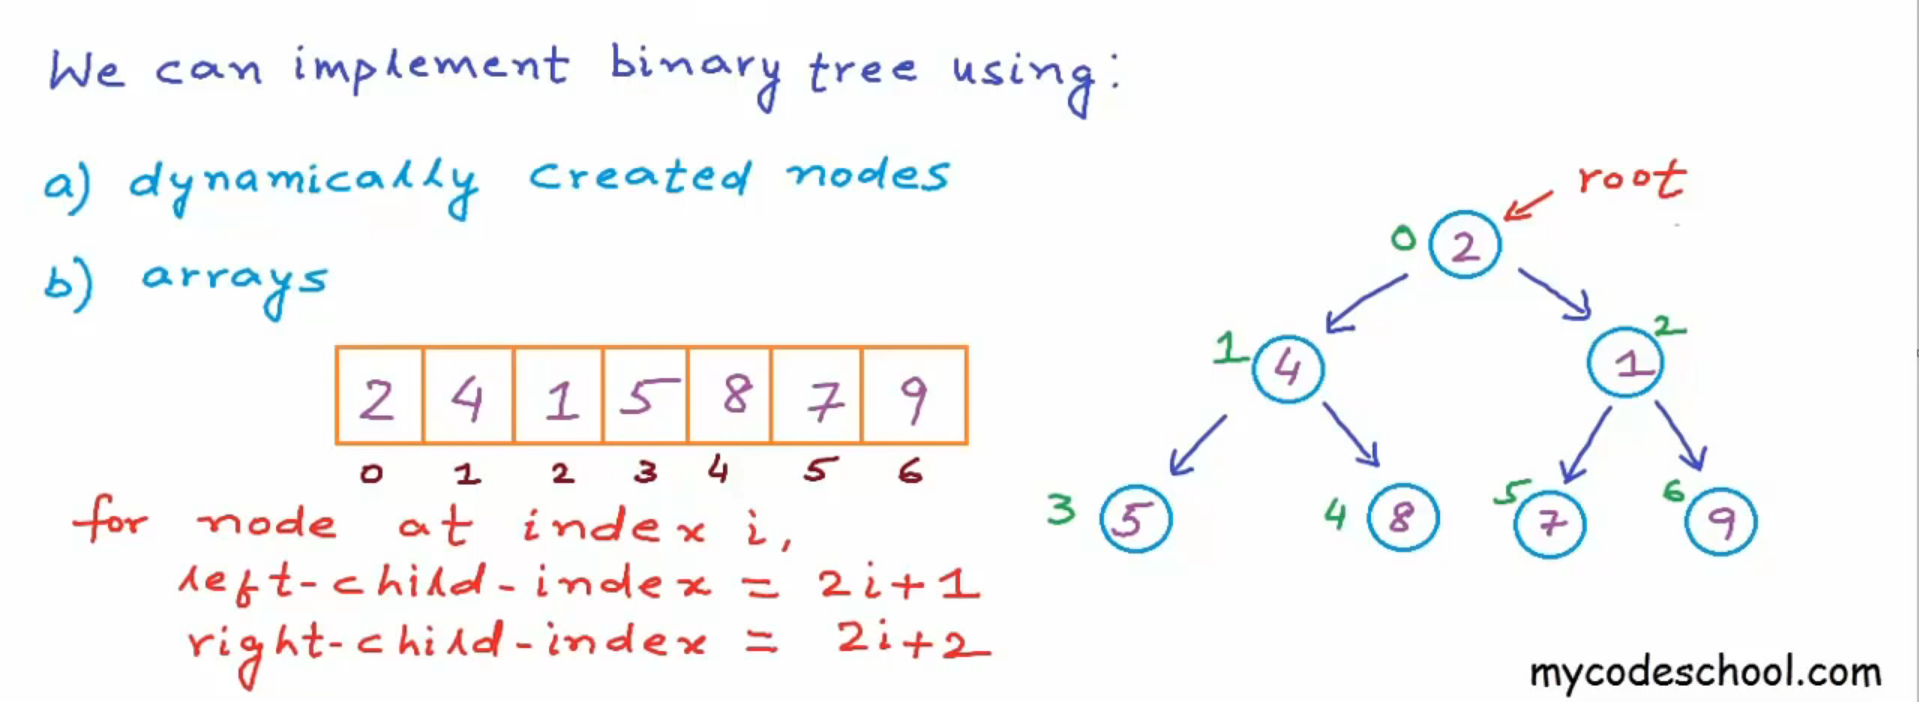 We can implement binary tree using:
a) dynamically created nodes
b) arrays
2 4 1 5 8 7 9
0 1 2 3 4 5 6
for node at index i,
left-child-index = 2i+1
right-child-index = 2i+2
root
0 2
1 4 1 2
3 5 4 8 5 7 6 9
mycodeschool.com